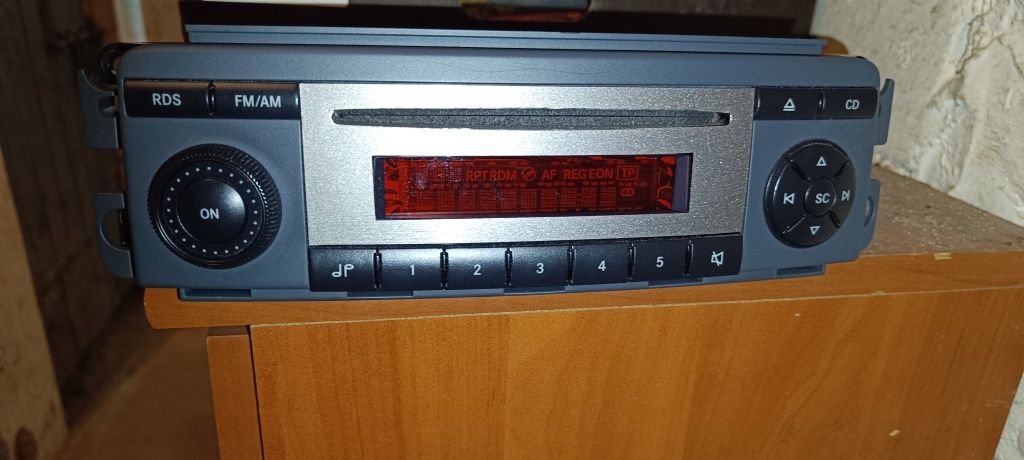 RDS FM/AM CD
RPT RDM AF REG EON TP
ON SC
1 2 3 4 5